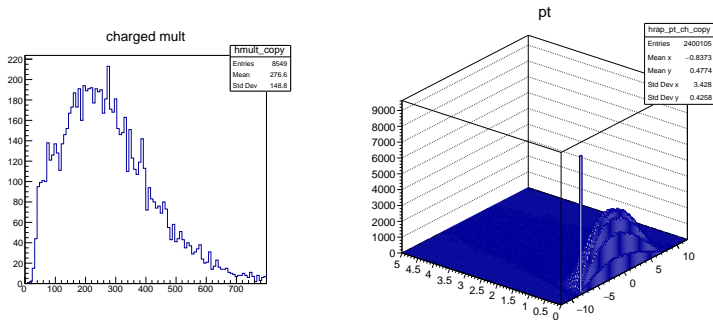 charged mult
hmult_copy
Entries 8549
Mean 276.6
Std Dev 148.8
220
200
180
160
140
120
100
80
60
40
20
0
0 100 200 300 400 500 600 700
pt
hrap_pt_ch_copy
Entries 2400105
Mean x −0.8373
Mean y 0.4774
Std Dev x 3.428
Std Dev y 0.4258
9000
8000
7000
6000
5000
4000
3000
2000
1000
0
5 4.5 4 3.5 3 2.5 2 1.5 1 0.5 0
−10 −5 0 5 10